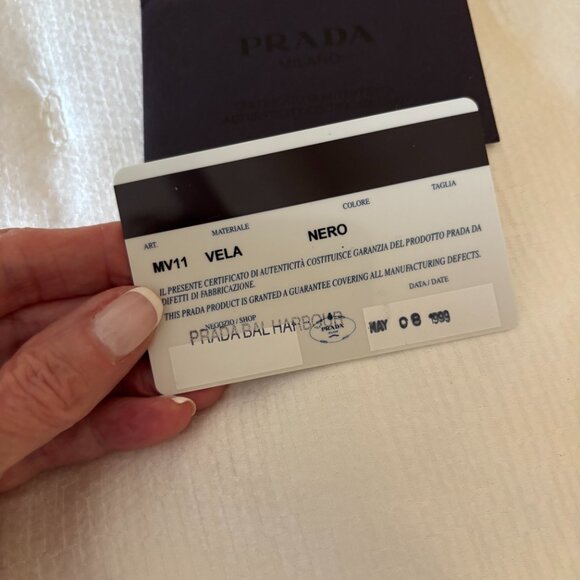 PRADA
MILANO
ART.
MATERIALE
COLORE
TAGLIA
MV11 VELA NERO
IL PRESENTE CERTIFICATO DI AUTENTICITÀ COSTITUISCE GARANZIA DEL PRODOTTO PRADA DA
DIFETTI DI FABBRICAZIONE.
THIS PRADA PRODUCT IS GRANTED A GUARANTEE COVERING ALL MANUFACTURING DEFECTS.
NEGOZIO / SHOP
DATA / DATE
PRADA BAL HARBOUR
PRADA
MAY 08 1999